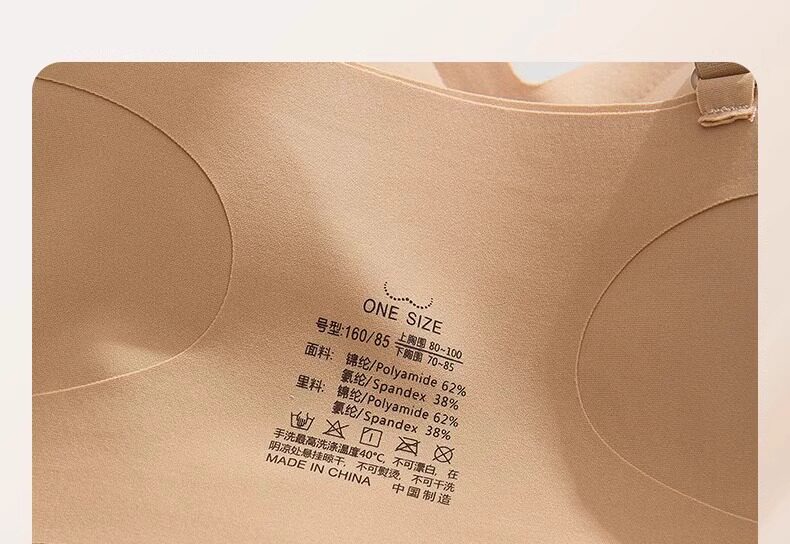 ONE SIZE
号型:160/85 上胸围 80~100
下胸围 70~85
面料: 锦纶/Polyamide 62%
氨纶/Spandex 38%
里料: 锦纶/Polyamide 62%
氨纶/Spandex 38%
手洗最高洗涤温度40℃, 不可漂白, 在
阴凉处悬挂晾干, 不可熨烫, 不可干洗
MADE IN CHINA 中国制造